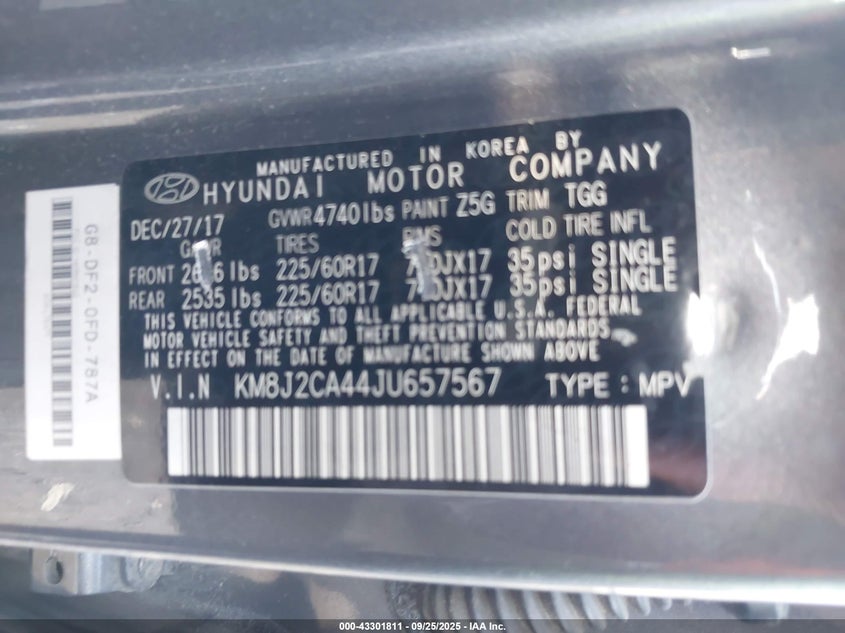 MANUFACTURED IN KOREA BY
HYUNDAI MOTOR COMPANY
DEC/27/17 GVWR 4740lbs PAINT Z5G TRIM TGG
TIRES COLD TIRE INFL
FRONT lbs 225/60R17 35psi SINGLE
REAR 2535 lbs 225/60R17 35psi SINGLE
THIS VEHICLE CONFORMS TO ALL APPLICABLE U.S.A. FEDERAL
MOTOR VEHICLE SAFETY AND THEFT PREVENTION STANDARDS
IN EFFECT ON THE DATE OF MANUFACTURE SHOWN ABOVE.
V.I.N KM8J2CA44JU657567 TYPE : MPV
G8-DF2-0FD-787A
000-43301811 - 09/25/2025 - IAA Inc.